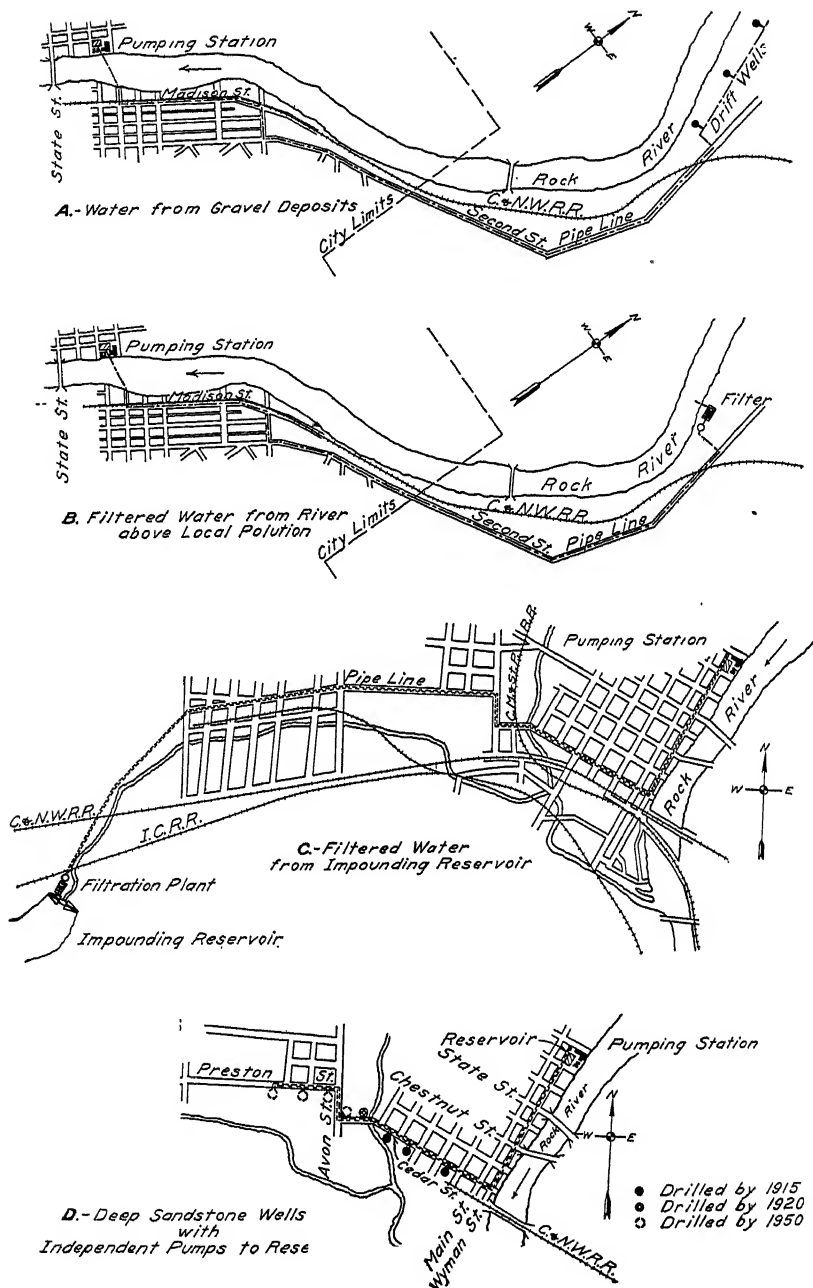 Pumping Station
N
W
E
Drift Wells
Madison St.
State St.
River
Rock
C.&N.W.R.R.
A.-Water from Gravel Deposits
City Limits
Second St.
Pipe Line
N
W
E
Pumping Station
Madison St.
State St.
Filter
River
Rock
C.&N.W.R.R.
B. Filtered Water from River
above Local Polution
City Limits
Second St.
Pipe Line
Pumping Station
C.M.&St.P. R.R.
Pipe Line
River
Rock
N
W
E
C.&N.W.R.R.
I.C.R.R.
C.-Filtered Water
from Impounding Reservoir
Filtration Plant
Impounding Reservoir
Reservoir
Pumping Station
State St.
Preston
St.
Chestnut St.
Rock River
N
W
E
Avon St.
Cedar St.
D.-Deep Sandstone Wells
with
Independent Pumps to Rese
Main St.
Wyman St.
C.&N.W.R.R.
Drilled by 1915
Drilled by 1920
Drilled by 1950